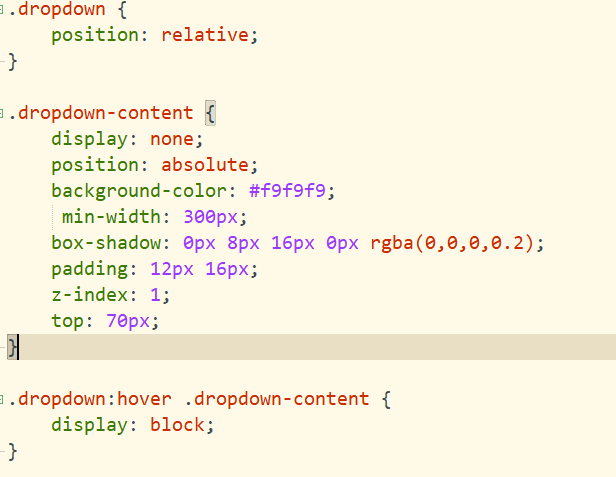 .dropdown {
    position: relative;
}

.dropdown-content {
    display: none;
    position: absolute;
    background-color: #f9f9f9;
     min-width: 300px;
    box-shadow: 0px 8px 16px 0px rgba(0,0,0,0.2);
    padding: 12px 16px;
    z-index: 1;
    top: 70px;
}

.dropdown:hover .dropdown-content {
    display: block;
}